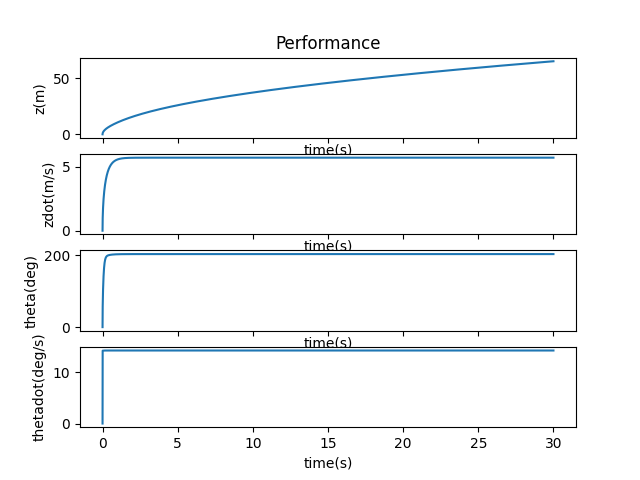 Performance
50
0
z(m)
time(s)
5
0
zdot(m/s)
time(s)
200
0
theta(deg)
time(s)
10
0
thetadot(deg/s)
0 5 10 15 20 25 30
time(s)